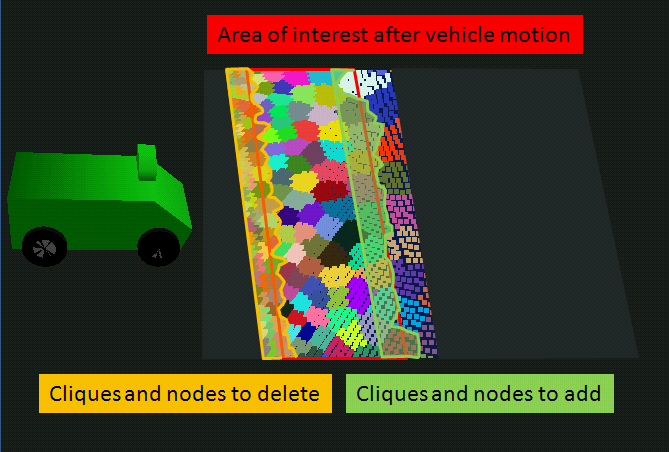 Area of interest after vehicle motion
Cliques and nodes to delete
Cliques and nodes to add